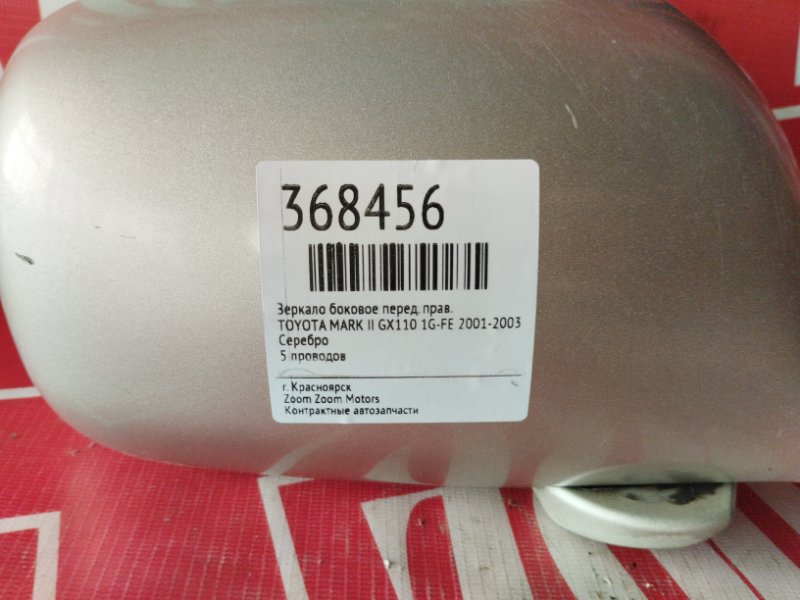 368456
Зеркало боковое перед. прав.
TOYOTA MARK II GX110 1G-FE 2001-2003
Серебро
5 проводов
г. Красноярск
Zoom Zoom Motors
Контрактные автозапчасти